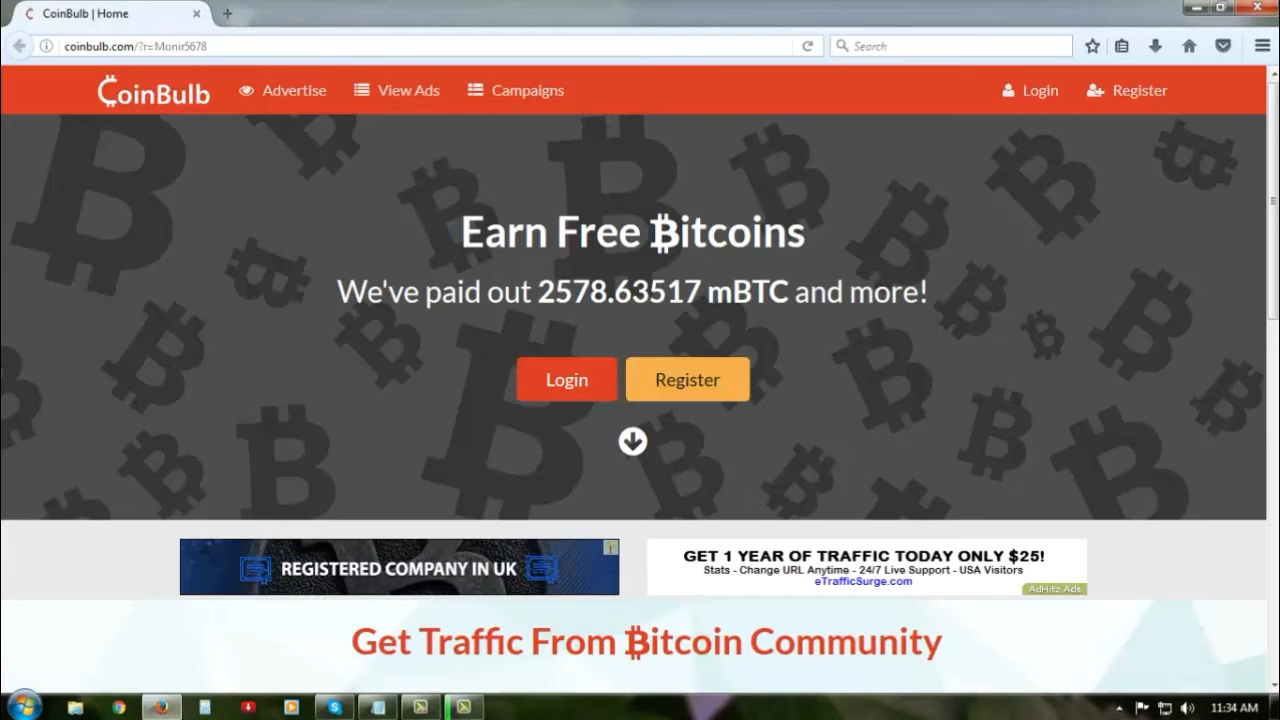 CoinBulb | Home
coinbulb.com/?r=Monir5678
Search
CoinBulb
Advertise
View Ads
Campaigns
Login
Register
Earn Free Bitcoins
We've paid out 2578.63517 mBTC and more!
Login
Register
REGISTERED COMPANY IN UK
GET 1 YEAR OF TRAFFIC TODAY ONLY $25!
Stats - Change URL Anytime - 24/7 Live Support - USA Visitors
eTrafficSurge.com
AdHitz Ads
Get Traffic From Bitcoin Community
11:34 AM